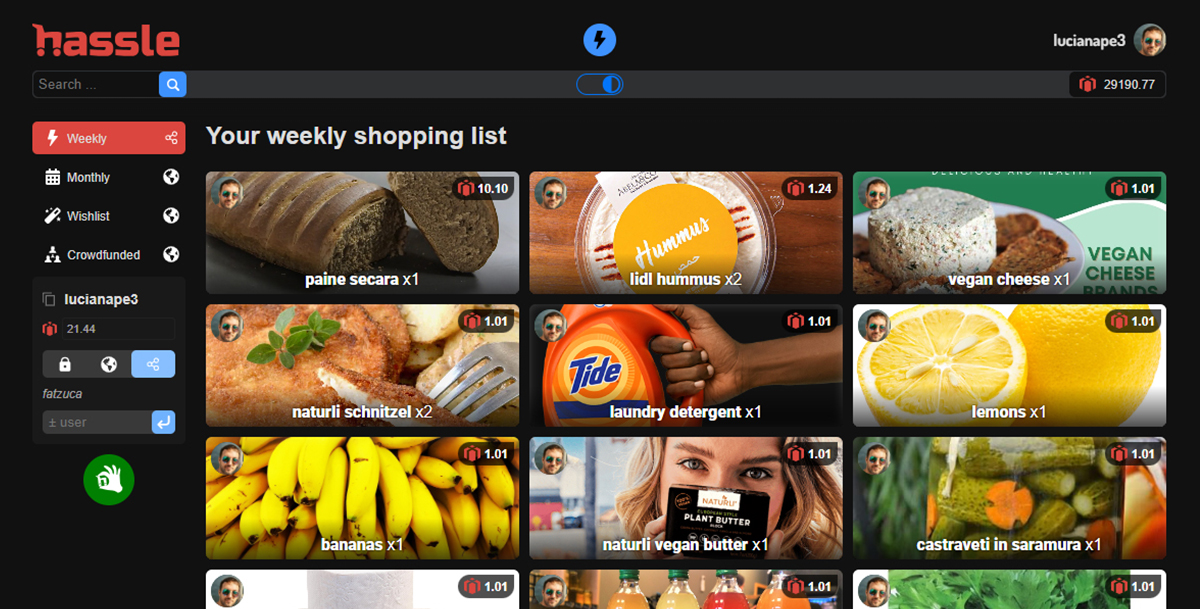 hassle
lucianape3
Search ...
29190.77
Weekly
Monthly
Wishlist
Crowdfunded
lucianape3
21.44
fatzuca
± user
Your weekly shopping list
10.10
paine secara x1
1.24
Hummus
lidl hummus x2
DELICIOUS AND HEALTHY
1.01
VEGAN
CHEESE
BRANDS
vegan cheese x1
1.01
naturli schnitzel x2
1.01
Tide
laundry detergent x1
1.01
lemons x1
1.01
bananas x1
1.01
NATURLI'
PLANT BUTTER
BLOCK
naturli vegan butter x1
1.01
castraveti in saramura x1
1.01
1.01
1.01